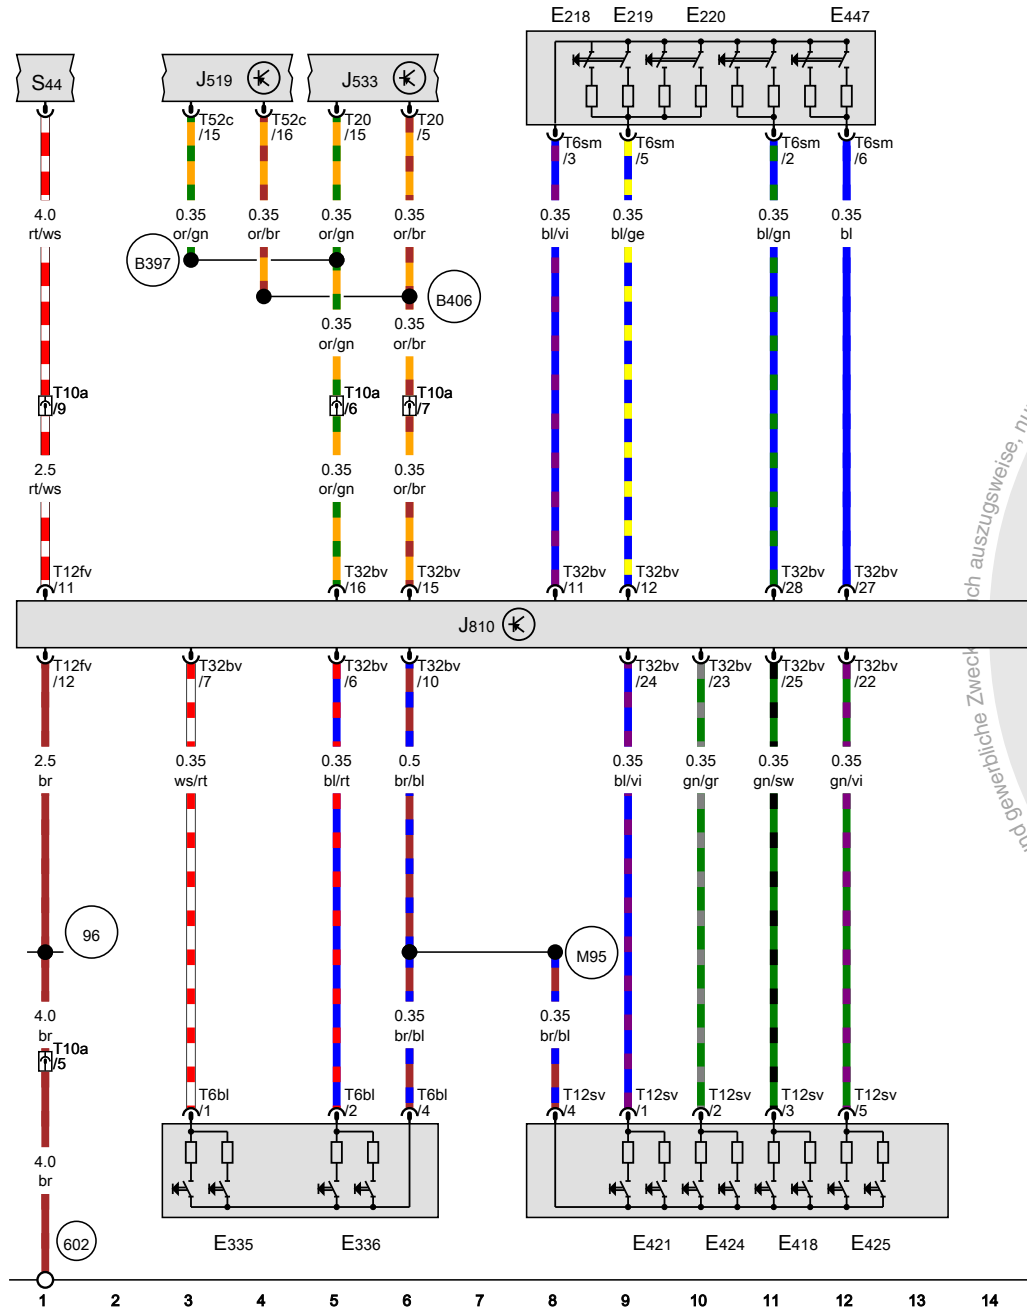 E218 E219 E220 E447
S44 J519 J533
T52c /15
T52c /16
T20 /15
T20 /5
T6sm /3
T6sm /5
T6sm /2
T6sm /6
4.0 rt/ws
0.35 or/gn
0.35 or/br
0.35 or/gn
0.35 or/br
0.35 bl/vi
0.35 bl/ge
0.35 bl/gn
0.35 bl
B397
B406
0.35 or/gn
0.35 or/br
T10a /9
T10a /6
T10a /7
2.5 rt/ws
0.35 or/gn
0.35 or/br
T12fv /11
T32bv /16
T32bv /15
T32bv /11
T32bv /12
T32bv /28
T32bv /27
J810
T12fv /12
T32bv /7
T32bv /6
T32bv /10
T32bv /24
T32bv /23
T32bv /25
T32bv /22
2.5 br
0.35 ws/rt
0.35 bl/rt
0.5 br/bl
0.35 bl/vi
0.35 gn/gr
0.35 gn/sw
0.35 gn/vi
96
M95
4.0 br
0.35 br/bl
0.35 br/bl
T10a /5
T6bl /1
T6bl /2
T6bl /4
T12sv /4
T12sv /1
T12sv /2
T12sv /3
T12sv /5
4.0 br
602
E335 E336 E421 E424 E418 E425
1 2 3 4 5 6 7 8 9 10 11 12 13 14
auszugsweise,
gewerbliche